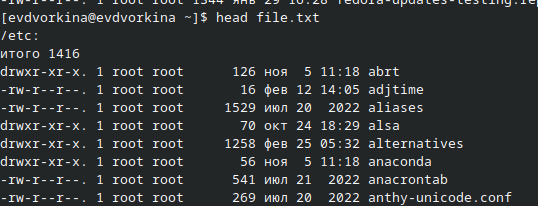 -rw-r--r--. 1 root root 1344 янв 29 16:28 fedora-updates-testing.rep
[evdvorkina@evdvorkina ~]$ head file.txt
/etc:
итого 1416
drwxr-xr-x. 1 root root 126 ноя 5 11:18 abrt
-rw-r--r--. 1 root root 16 фев 12 14:05 adjtime
-rw-r--r--. 1 root root 1529 июл 20 2022 aliases
drwxr-xr-x. 1 root root 70 окт 24 18:29 alsa
drwxr-xr-x. 1 root root 1258 фев 25 05:32 alternatives
drwxr-xr-x. 1 root root 56 ноя 5 11:18 anaconda
-rw-r--r--. 1 root root 541 июл 21 2022 anacrontab
-rw-r--r--. 1 root root 269 июл 20 2022 anthy-unicode.conf